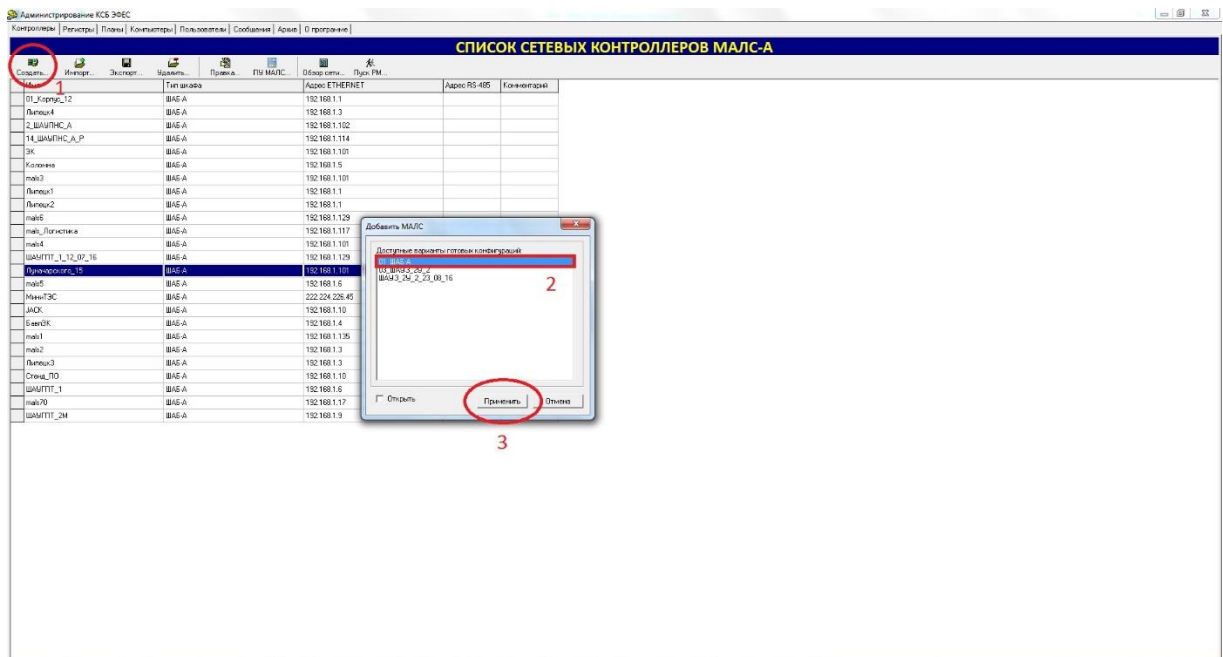 Администрирование КСБ ЭФЕС
Контроллеры Регистры Планы Компьютеры Пользователи Сообщения Архив О программе
СПИСОК СЕТЕВЫХ КОНТРОЛЛЕРОВ МАЛС-А
Создать... Импорт... Экспорт... Удалить... Правка... ПУ МАЛС... Обзор сети... Пуск РМ...
1
Имя Тип шкафа Адрес ETHERNET Адрес RS-485 Комментарий
01_Корпус_12 ШАБ-А 192.168.1.1
Липецк4 ШАБ-А 192.168.1.3
2_ШАУПНС_А ШАБ-А 192.168.1.102
14_ШАУПНС_А_Р ШАБ-А 192.168.1.114
ЭК ШАБ-А 192.168.1.101
Коломна ШАБ-А 192.168.1.5
mals3 ШАБ-А 192.168.1.101
Липецк1 ШАБ-А 192.168.1.1
Липецк2 ШАБ-А 192.168.1.1
mals6 ШАБ-А 192.168.1.129
mals_Логистика ШАБ-А 192.168.1.117
mals4 ШАБ-А 192.168.1.101
ШАУПТ_1_12_07_16 ШАБ-А 192.168.1.129
Луначарского_15 ШАБ-А 192.168.1.101
mals5 ШАБ-А 192.168.1.6
МиниТЭС ШАБ-А 222.224.226.45
JACK ШАБ-А 192.168.1.10
ШАБ-А 192.168.1.4
mals1 ШАБ-А 192.168.1.135
mals2 ШАБ-А 192.168.1.3
Липецк3 ШАБ-А 192.168.1.3
Стенд_ПО ШАБ-А 192.168.1.10
ШАУПТ_1 ШАБ-А 192.168.1.6
mals70 ШАБ-А 192.168.1.17
ШАУПТ_2М ШАБ-А 192.168.1.9
Добавить МАЛС
Доступные варианты готовых конфигураций:
01_ШАБ-А
03_ШАУЗ_2У_2
ШАУЗ_2У_2_23_08_16
2
Открыть Применить Отмена
3